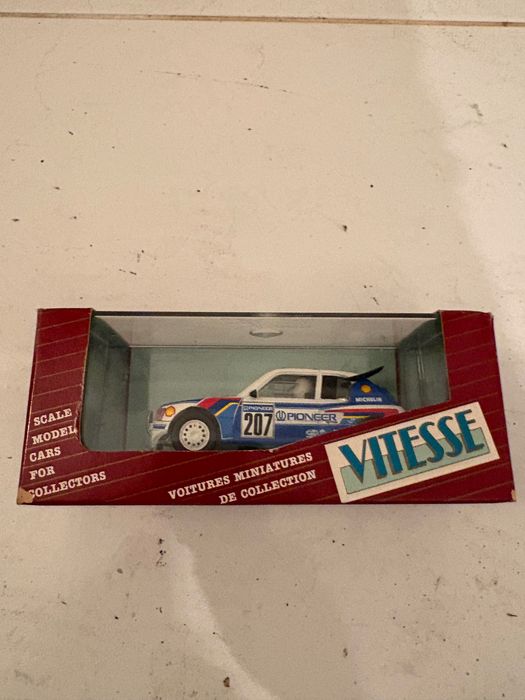 SCALE
MODEL
CARS
FOR
COLLECTORS
VOITURES MINIATURES
DE COLLECTION
VITESSE
PIONEER
207
PIONEER
MICHELIN